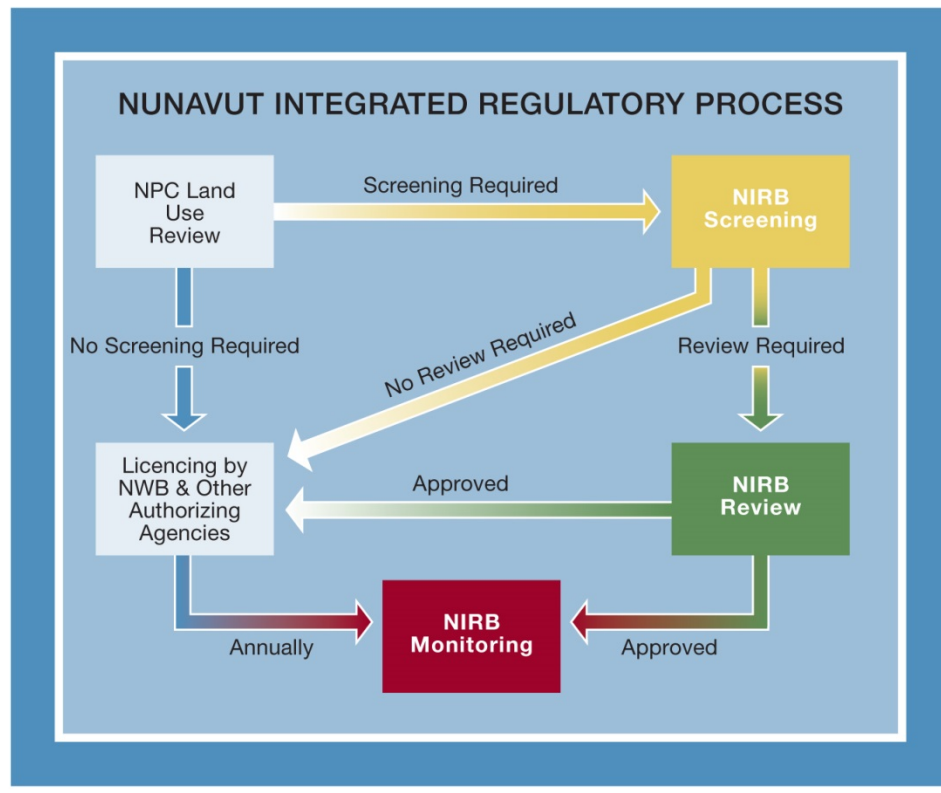 NUNAVUT INTEGRATED REGULATORY PROCESS
NPC Land
Use
Review
Screening Required
NIRB
Screening
No Screening Required
No Review Required
Review Required
Licencing by
NWB & Other
Authorizing
Agencies
Approved
NIRB
Review
Annually
NIRB
Monitoring
Approved